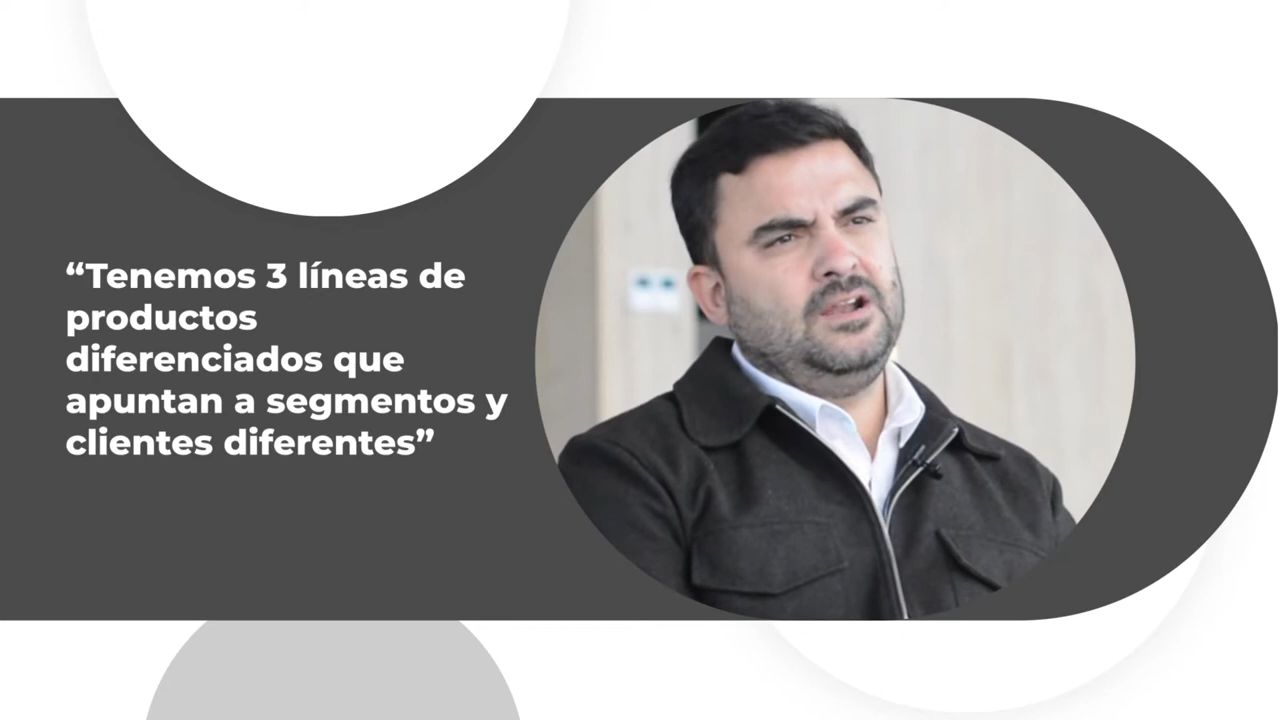 “Tenemos 3 líneas de
productos
diferenciados que
apuntan a segmentos y
clientes diferentes”